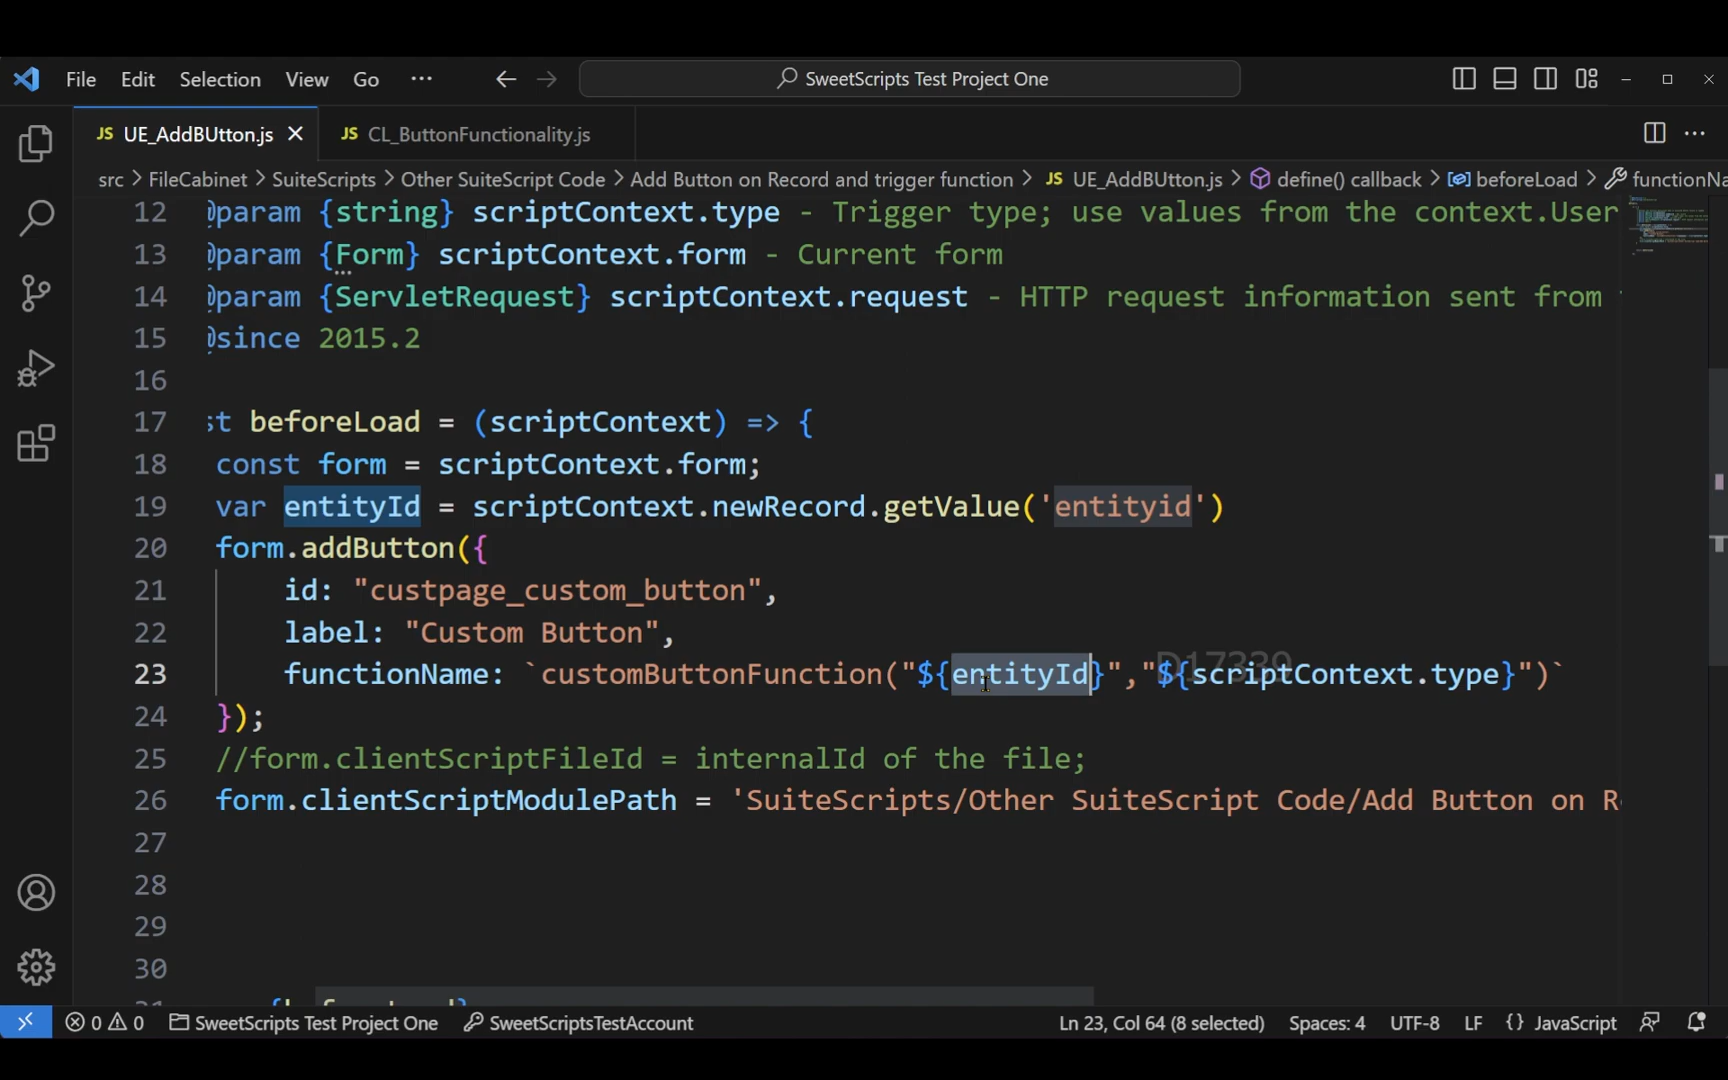 File Edit Selection View Go ... SweetScripts Test Project One
JS UE_AddBUtton.js JS CL_ButtonFunctionality.js
src > FileCabinet > SuiteScripts > Other SuiteScript Code > Add Button on Record and trigger function > JS UE_AddBUtton.js > define() callback > beforeLoad > functionNa
12 @param {string} scriptContext.type - Trigger type; use values from the context.User
13 @param {Form} scriptContext.form - Current form
14 @param {ServletRequest} scriptContext.request - HTTP request information sent from
15 @since 2015.2
16
17 st beforeLoad = (scriptContext) => {
18 const form = scriptContext.form;
19 var entityId = scriptContext.newRecord.getValue('entityid')
20 form.addButton({
21 id: "custpage_custom_button",
22 label: "Custom Button",
23 functionName: `customButtonFunction("${entityId}","${scriptContext.type}")`
D17339
24 });
25 //form.clientScriptFileId = internalId of the file;
26 form.clientScriptModulePath = 'SuiteScripts/Other SuiteScript Code/Add Button on R
27
28
29
30
0 0 SweetScripts Test Project One SweetScriptsTestAccount Ln 23, Col 64 (8 selected) Spaces: 4 UTF-8 LF {} JavaScript